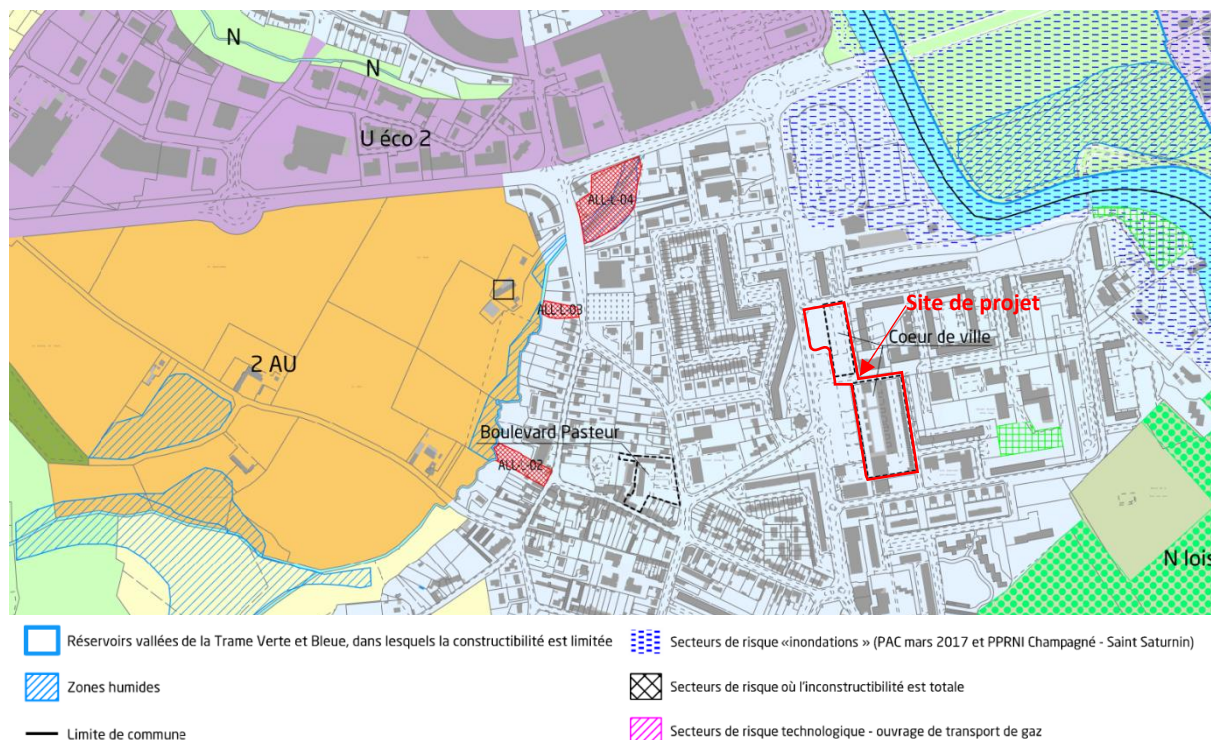 N
N
U éco 2
ALL-L-04
Site de projet
ALL-L-03
Coeur de ville
2 AU
Boulevard Pasteur
ALL-L-02
N lois
Réservoirs vallées de la Trame Verte et Bleue, dans lesquels la constructibilité est limitée
Secteurs de risque «inondations» (PAC mars 2017 et PPRNI Champagné - Saint Saturnin)
Zones humides
Secteurs de risque où l'inconstructibilité est totale
Limite de commune
Secteurs de risque technologique - ouvrage de transport de gaz